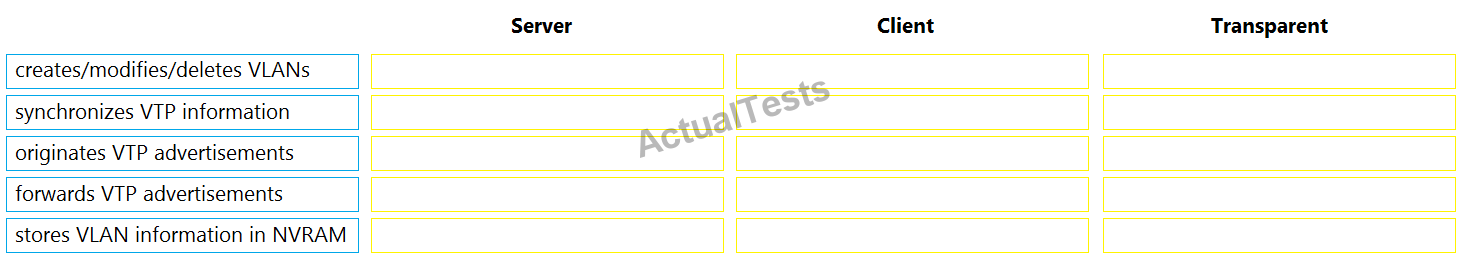 Server Client Transparent
creates/modifies/deletes VLANs
synchronizes VTP information
ActualTests
originates VTP advertisements
forwards VTP advertisements
stores VLAN information in NVRAM